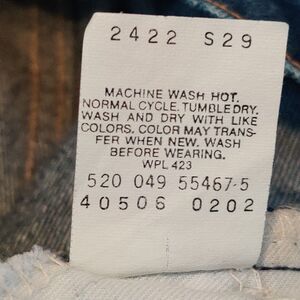 2422 S29
MACHINE WASH HOT,
NORMAL CYCLE. TUMBLE DRY.
WASH AND DRY WITH LIKE
COLORS. COLOR MAY TRANS-
FER WHEN NEW. WASH
BEFORE WEARING.
WPL 423
520 049 55467-5
40506 0202